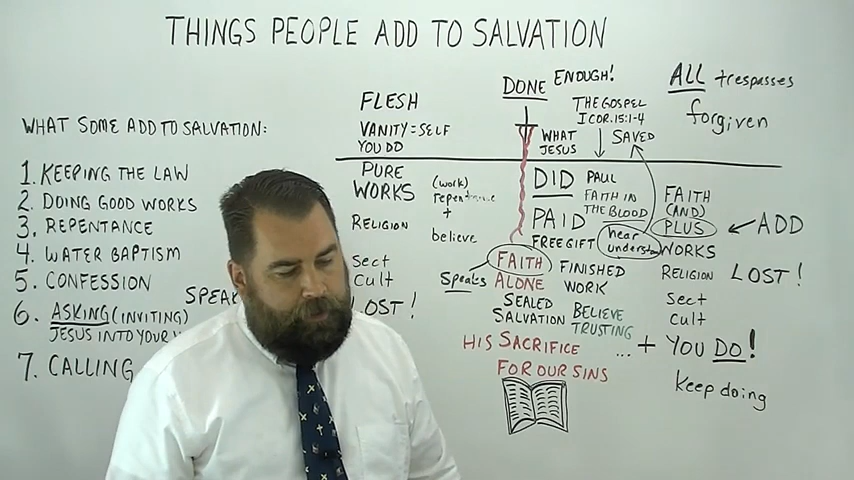 THINGS PEOPLE ADD TO SALVATION
WHAT SOME ADD TO SALVATION:
1. KEEPING THE LAW
2. DOING GOOD WORKS
3. REPENTANCE
4. WATER BAPTISM
5. CONFESSION
6. ASKING (INVITING)
JESUS INTO YOUR
7. CALLING
SPEAK
FLESH
VANITY = SELF
YOU DO
PURE
WORKS
RELIGION
Sect
Cult
LOST!
(work)
repentance
+
believe
DONE ENOUGH!
THE GOSPEL
I COR. 15:1-4
WHAT
JESUS
SAVED
DID
PAID
FREE GIFT
PAUL
FAITH IN
THE BLOOD
hear
understand
Speaks
FAITH
ALONE
FINISHED
WORK
SEALED
SALVATION
BELIEVE
TRUSTING
...
HIS SACRIFICE
FOR OUR SINS
ALL trespasses
forgiven
FAITH
(AND)
PLUS
WORKS
ADD
RELIGION
LOST!
Sect
Cult
+ YOU DO!
keep doing